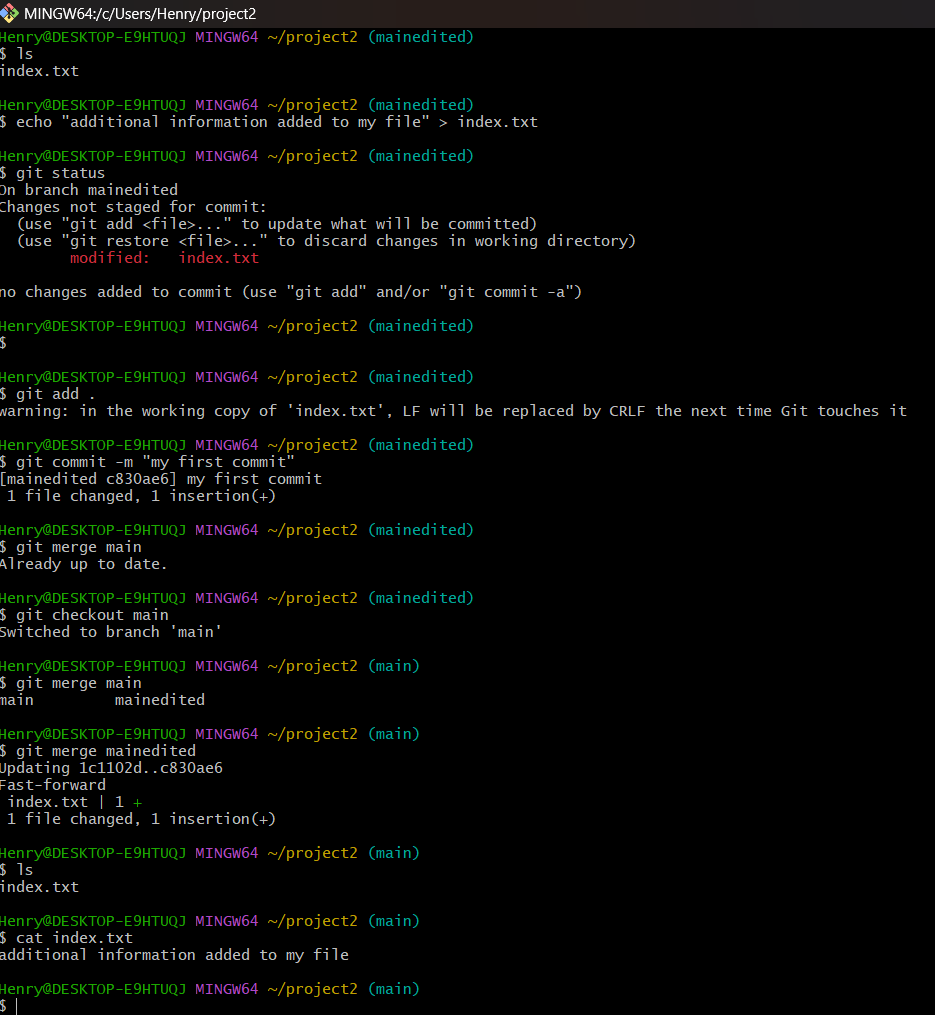 MINGW64:/c/Users/Henry/project2
Henry@DESKTOP-E9HTUQJ MINGW64 ~/project2 (mainedited)
$ ls
index.txt
Henry@DESKTOP-E9HTUQJ MINGW64 ~/project2 (mainedited)
$ echo "additional information added to my file" > index.txt
Henry@DESKTOP-E9HTUQJ MINGW64 ~/project2 (mainedited)
$ git status
On branch mainedited
Changes not staged for commit:
  (use "git add <file>..." to update what will be committed)
  (use "git restore <file>..." to discard changes in working directory)
        modified:   index.txt
no changes added to commit (use "git add" and/or "git commit -a")
Henry@DESKTOP-E9HTUQJ MINGW64 ~/project2 (mainedited)
$
Henry@DESKTOP-E9HTUQJ MINGW64 ~/project2 (mainedited)
$ git add .
warning: in the working copy of 'index.txt', LF will be replaced by CRLF the next time Git touches it
Henry@DESKTOP-E9HTUQJ MINGW64 ~/project2 (mainedited)
$ git commit -m "my first commit"
[mainedited c830ae6] my first commit
 1 file changed, 1 insertion(+)
Henry@DESKTOP-E9HTUQJ MINGW64 ~/project2 (mainedited)
$ git merge main
Already up to date.
Henry@DESKTOP-E9HTUQJ MINGW64 ~/project2 (mainedited)
$ git checkout main
Switched to branch 'main'
Henry@DESKTOP-E9HTUQJ MINGW64 ~/project2 (main)
$ git merge main
main         mainedited
Henry@DESKTOP-E9HTUQJ MINGW64 ~/project2 (main)
$ git merge mainedited
Updating 1c1102d..c830ae6
Fast-forward
 index.txt | 1 +
 1 file changed, 1 insertion(+)
Henry@DESKTOP-E9HTUQJ MINGW64 ~/project2 (main)
$ ls
index.txt
Henry@DESKTOP-E9HTUQJ MINGW64 ~/project2 (main)
$ cat index.txt
additional information added to my file
Henry@DESKTOP-E9HTUQJ MINGW64 ~/project2 (main)
$